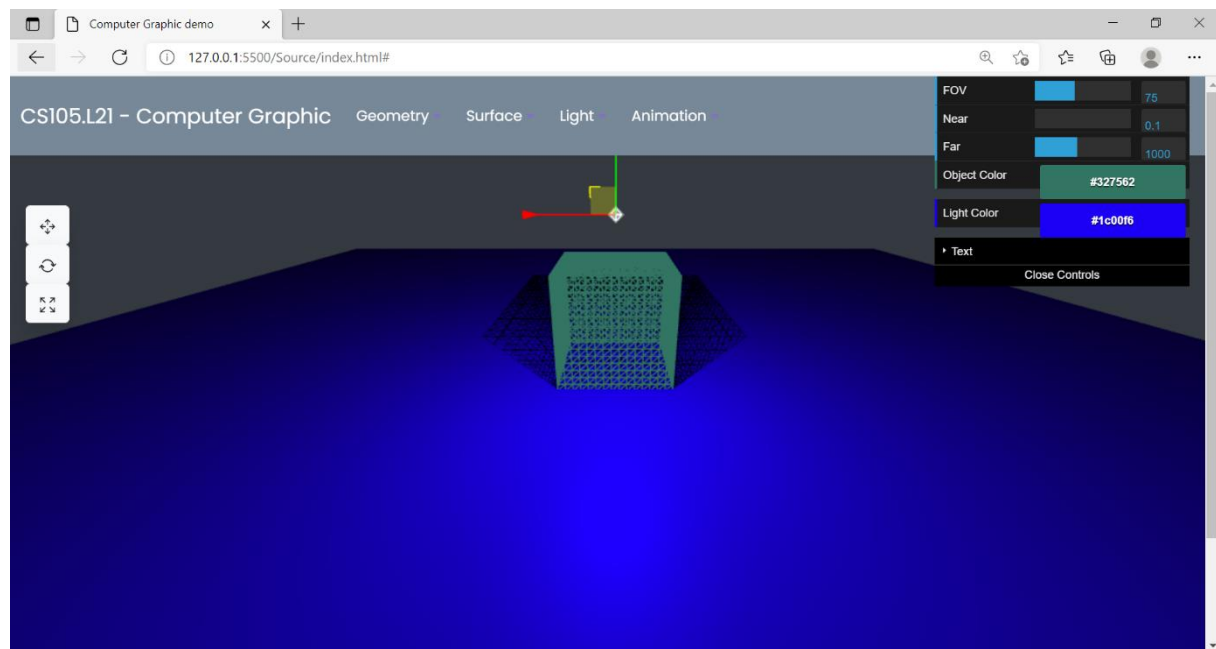 Computer Graphic demo
127.0.0.1:5500/Source/index.html#
CS105.L21 - Computer Graphic Geometry Surface Light Animation
FOV 75
Near 0.1
Far 1000
Object Color #327562
Light Color #1c00f6
Text
Close Controls